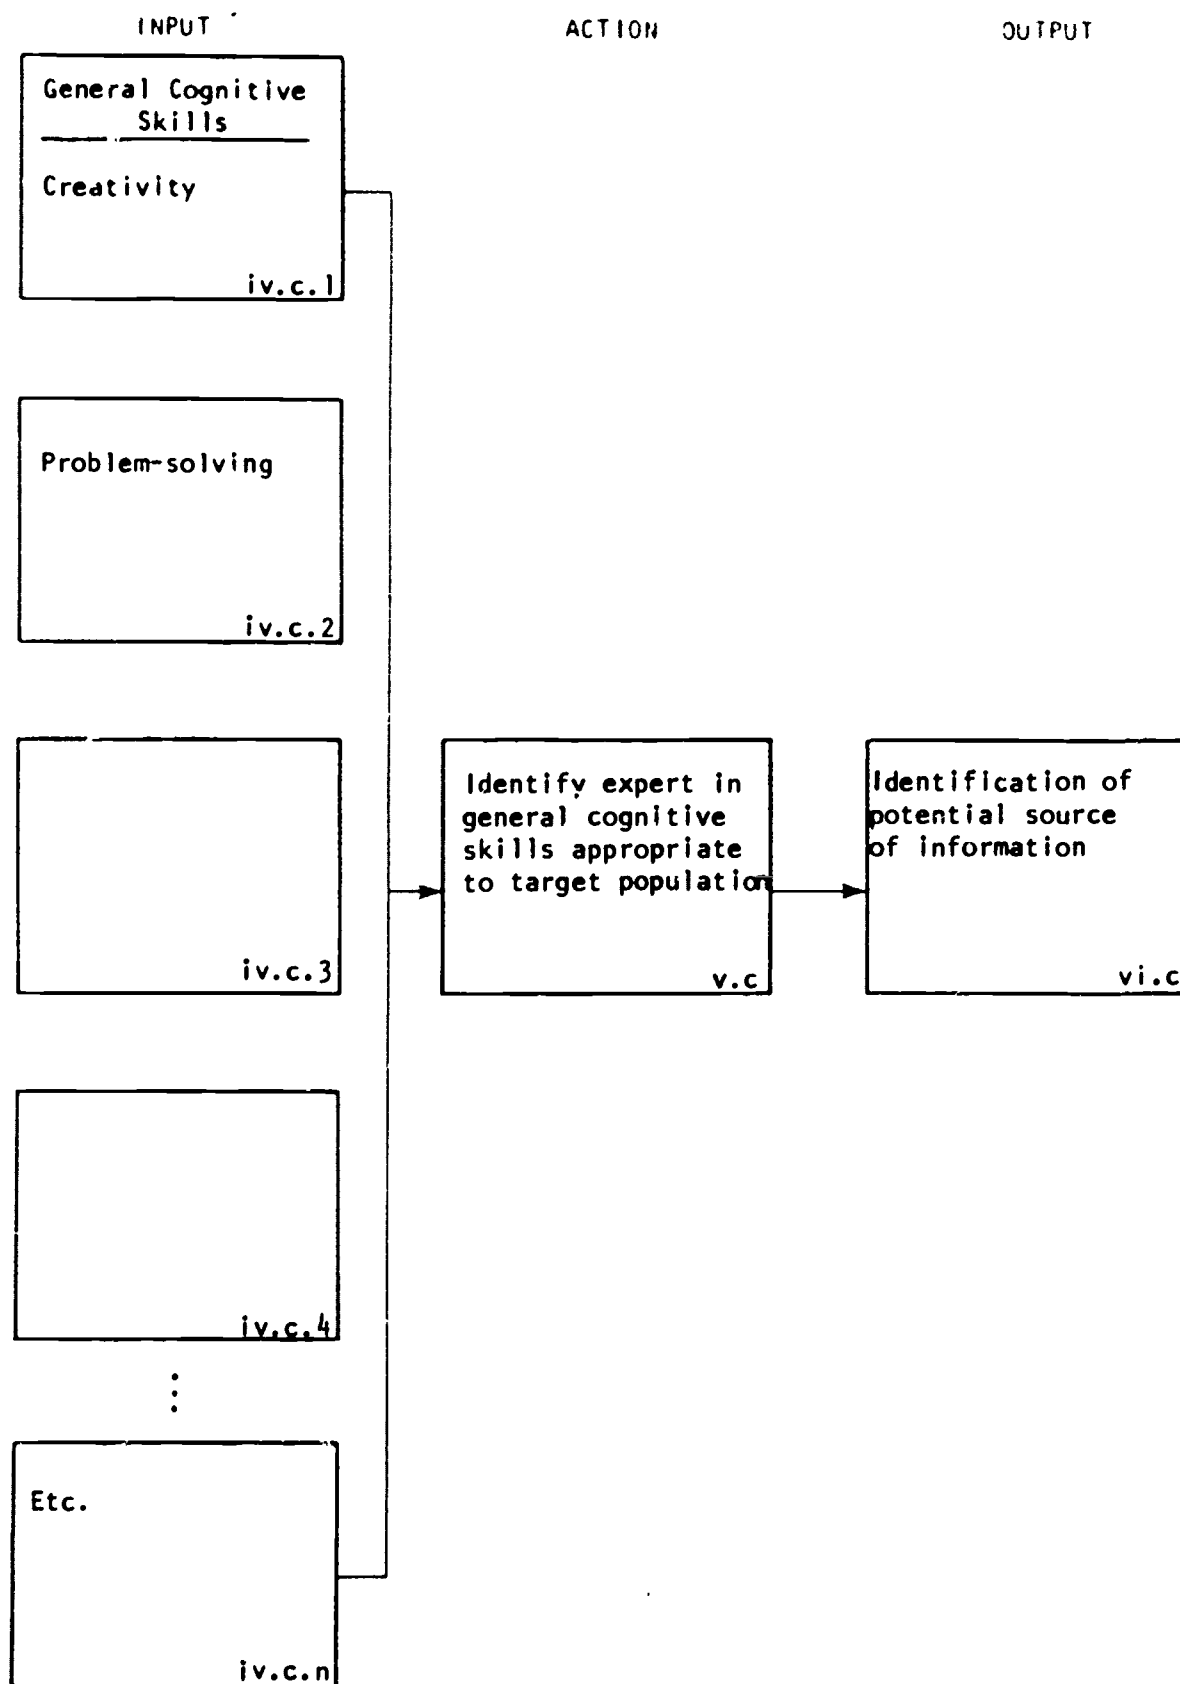 INPUT ACTION OUTPUT
General Cognitive
Skills
Creativity
iv.c.1
Problem-solving
iv.c.2
iv.c.3
Identify expert in
general cognitive
skills appropriate
to target population
v.c
Identification of
potential source
of information
vi.c
iv.c.4
Etc.
iv.c.n